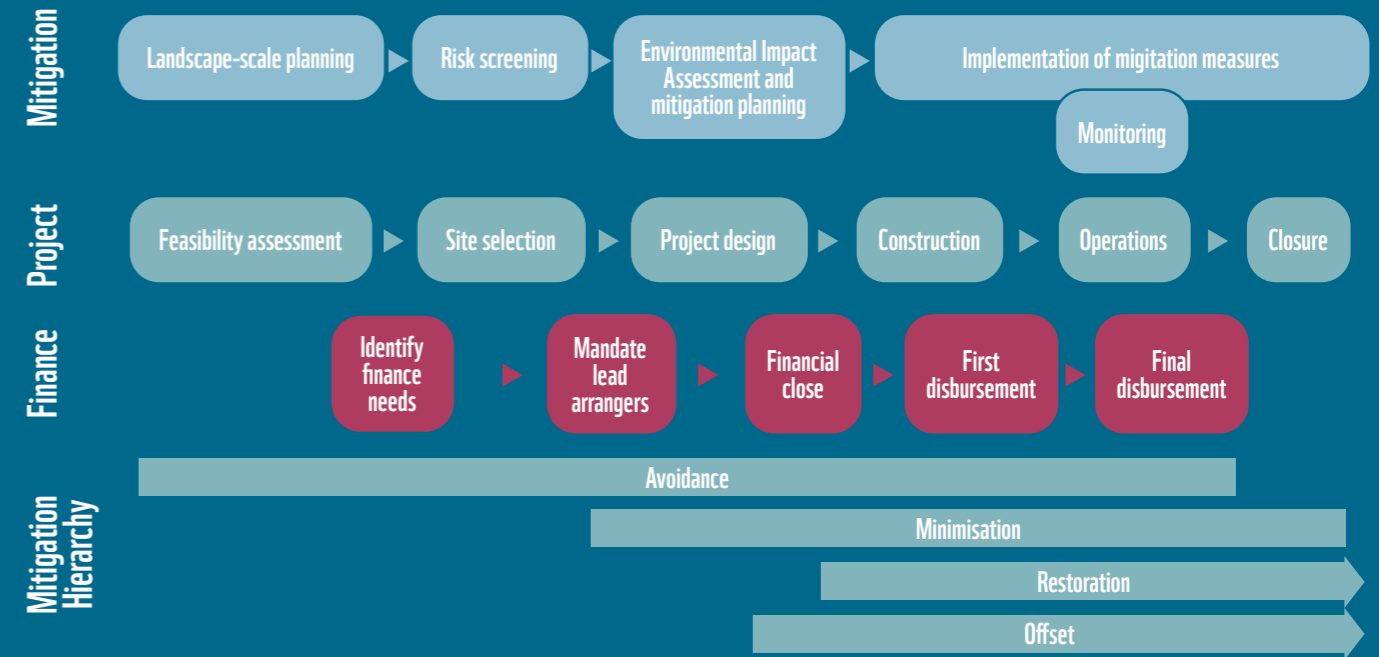 Mitigation
Landscape-scale planning
Risk screening
Environmental Impact
Assessment and
mitigation planning
Implementation of migitation measures
Monitoring
Project
Feasibility assessment
Site selection
Project design
Construction
Operations
Closure
Finance
Identify
finance
needs
Mandate
lead
arrangers
Financial
close
First
disbursement
Final
disbursement
Mitigation
Hierarchy
Avoidance
Minimisation
Restoration
Offset